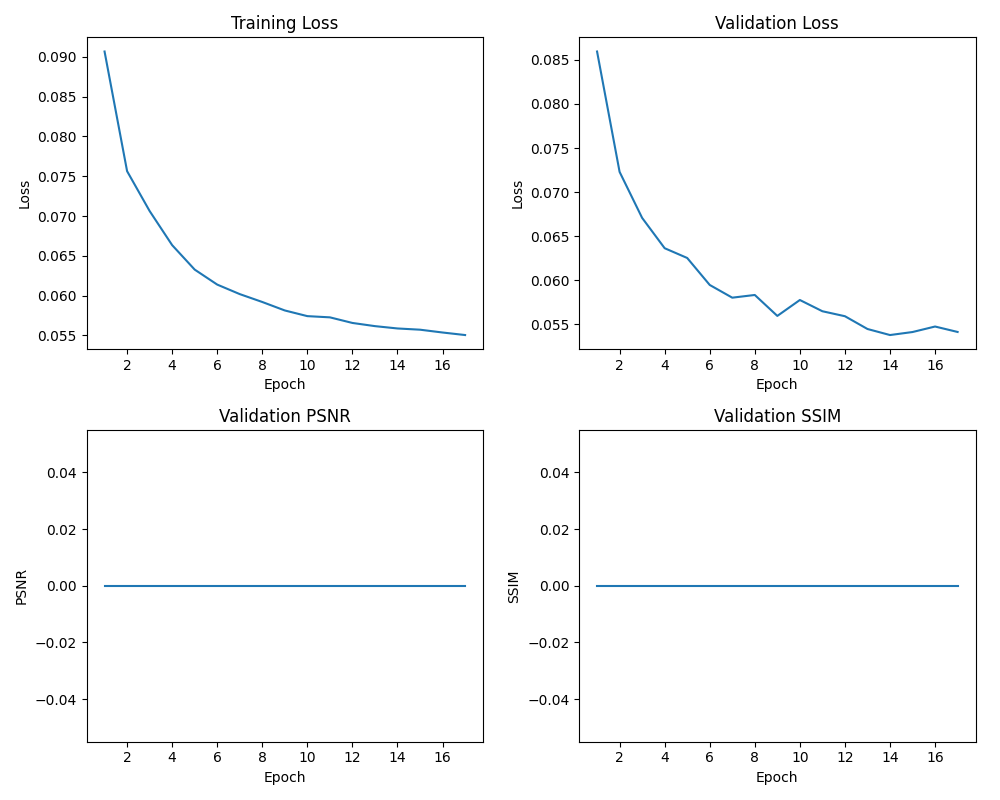 Training Loss
0.090
0.085
0.080
0.075
0.070
0.065
0.060
0.055
Loss
2 4 6 8 10 12 14 16
Epoch
Validation Loss
0.085
0.080
0.075
0.070
0.065
0.060
0.055
Loss
2 4 6 8 10 12 14 16
Epoch
Validation PSNR
0.04
0.02
0.00
−0.02
−0.04
PSNR
2 4 6 8 10 12 14 16
Epoch
Validation SSIM
0.04
0.02
0.00
−0.02
−0.04
SSIM
2 4 6 8 10 12 14 16
Epoch